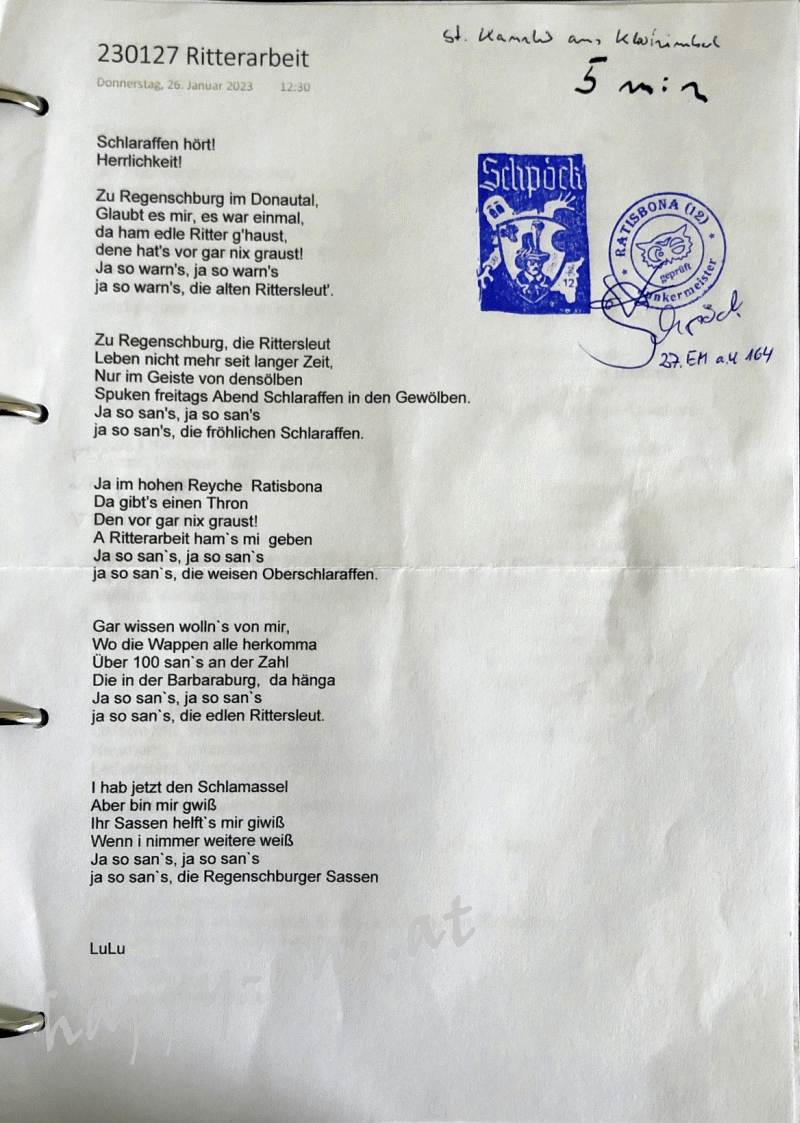 230127 Ritterarbeit
Donnerstag, 26. Januar 2023 12:30
5 min
Schlaraffen hört!
Herrlichkeit!
Zu Regenschburg im Donautal,
Glaubt es mir, es war einmal,
da ham edle Ritter g'haust,
dene hat's vor gar nix graust!
Ja so warn's, ja so warn's
ja so warn's, die alten Rittersleut'.
Schpöck
12
RATISBONA (12)
geprüft
Junkermeister
Schpöck
27. EM a.U 164
Zu Regenschburg, die Rittersleut
Leben nicht mehr seit langer Zeit,
Nur im Geiste von densölben
Spuken freitags Abend Schlaraffen in den Gewölben.
Ja so san's, ja so san's
ja so san's, die fröhlichen Schlaraffen.
Ja im hohen Reyche Ratisbona
Da gibt's einen Thron
Den vor gar nix graust!
A Ritterarbeit ham`s mi geben
Ja so san`s, ja so san`s
ja so san`s, die weisen Oberschlaraffen.
Gar wissen wolln`s von mir,
Wo die Wappen alle herkomma
Über 100 san`s an der Zahl
Die in der Barbaraburg, da hänga
Ja so san`s, ja so san`s
ja so san`s, die edlen Rittersleut.
I hab jetzt den Schlamassel
Aber bin mir gwiß
Ihr Sassen helft`s mir giwiß
Wenn i nimmer weitere weiß
Ja so san`s, ja so san`s
ja so san`s, die Regenschburger Sassen
LuLu